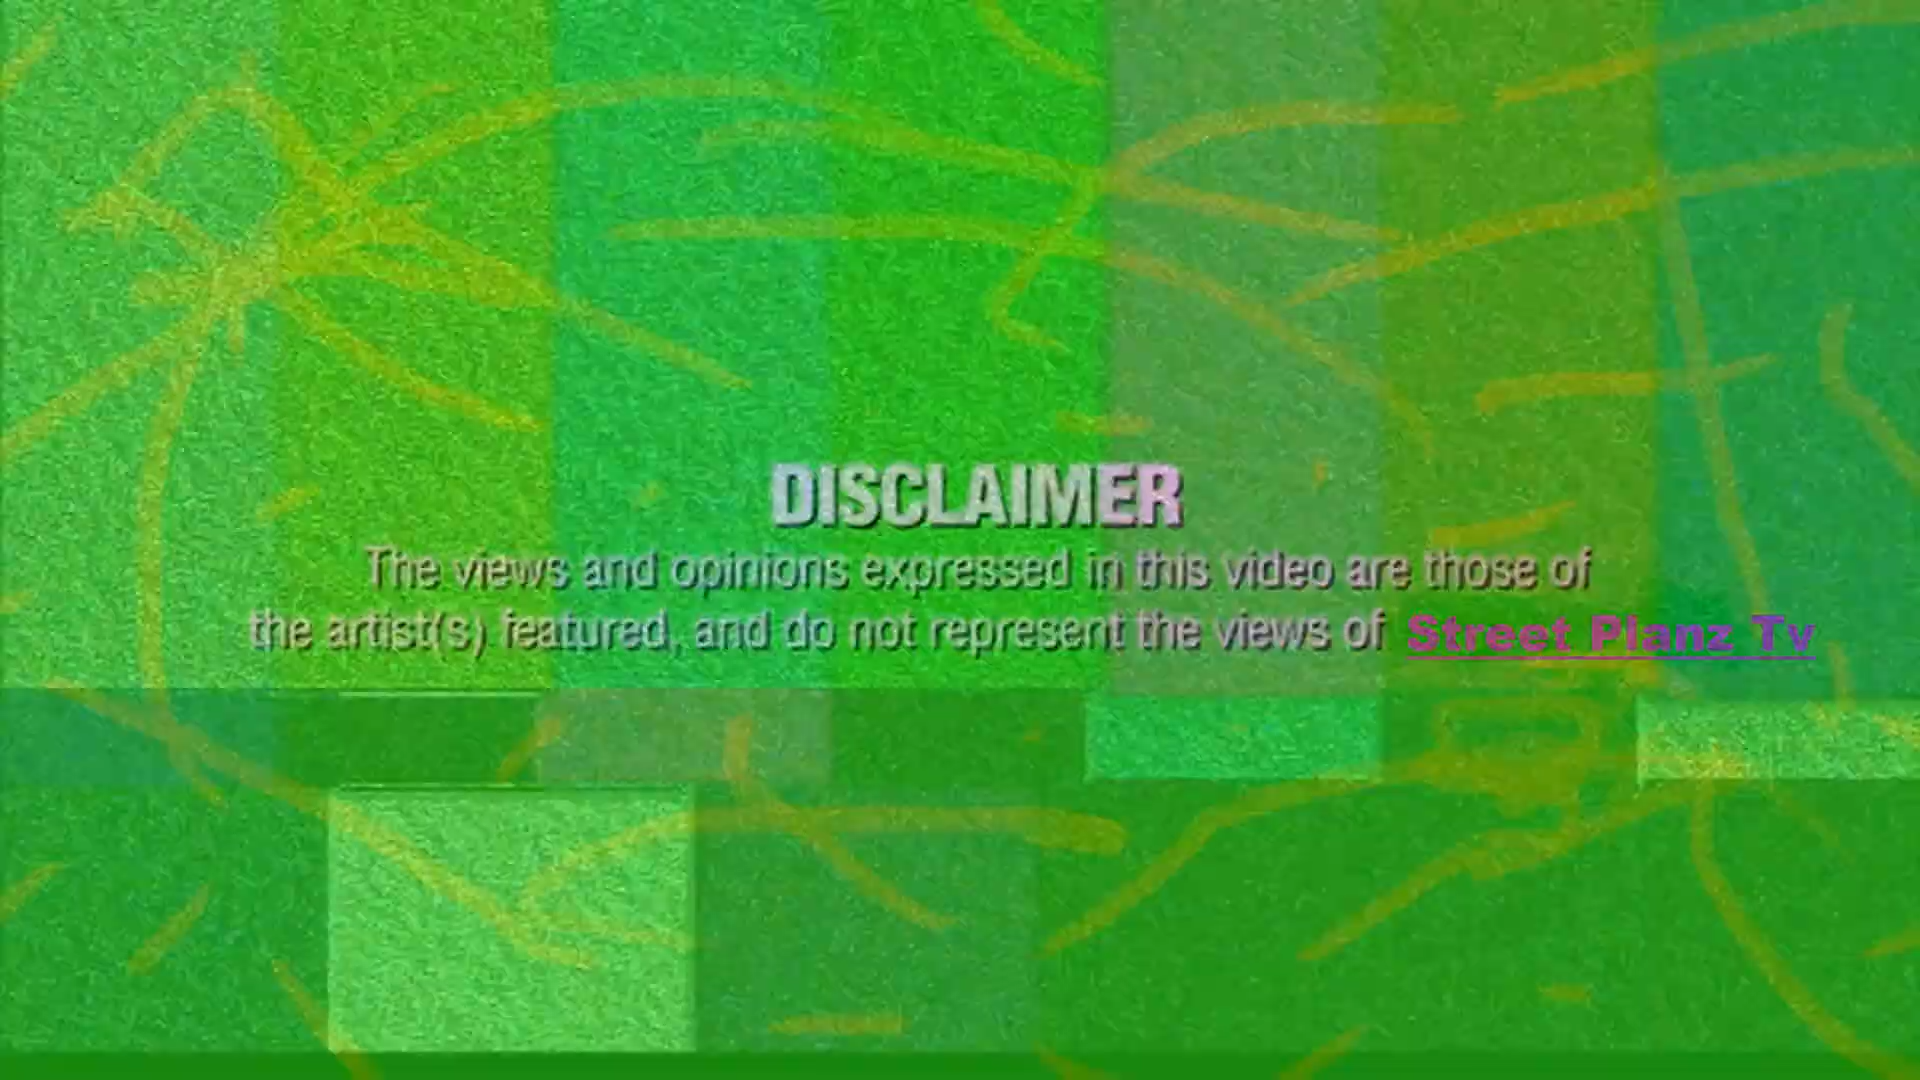 DISCLAIMER
The views and opinions expressed in this video are those of
the artist(s) featured, and do not represent the views of Street Planz Tv